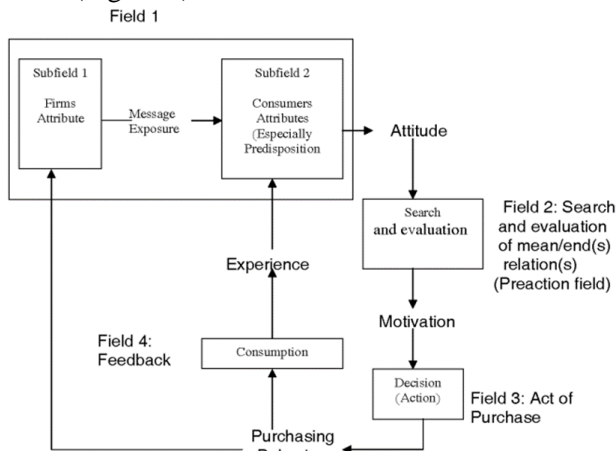 Field 1
Subfield 1
Firms
Attribute
Message
Exposure
Subfield 2
Consumers
Attributes
(Especially
Predisposition
Attitude
Search
and evaluation
Field 2: Search
and evaluation
of mean/end(s)
relation(s)
(Preaction field)
Experience
Motivation
Field 4:
Feedback
Consumption
Decision
(Action)
Field 3: Act of
Purchase
Purchasing